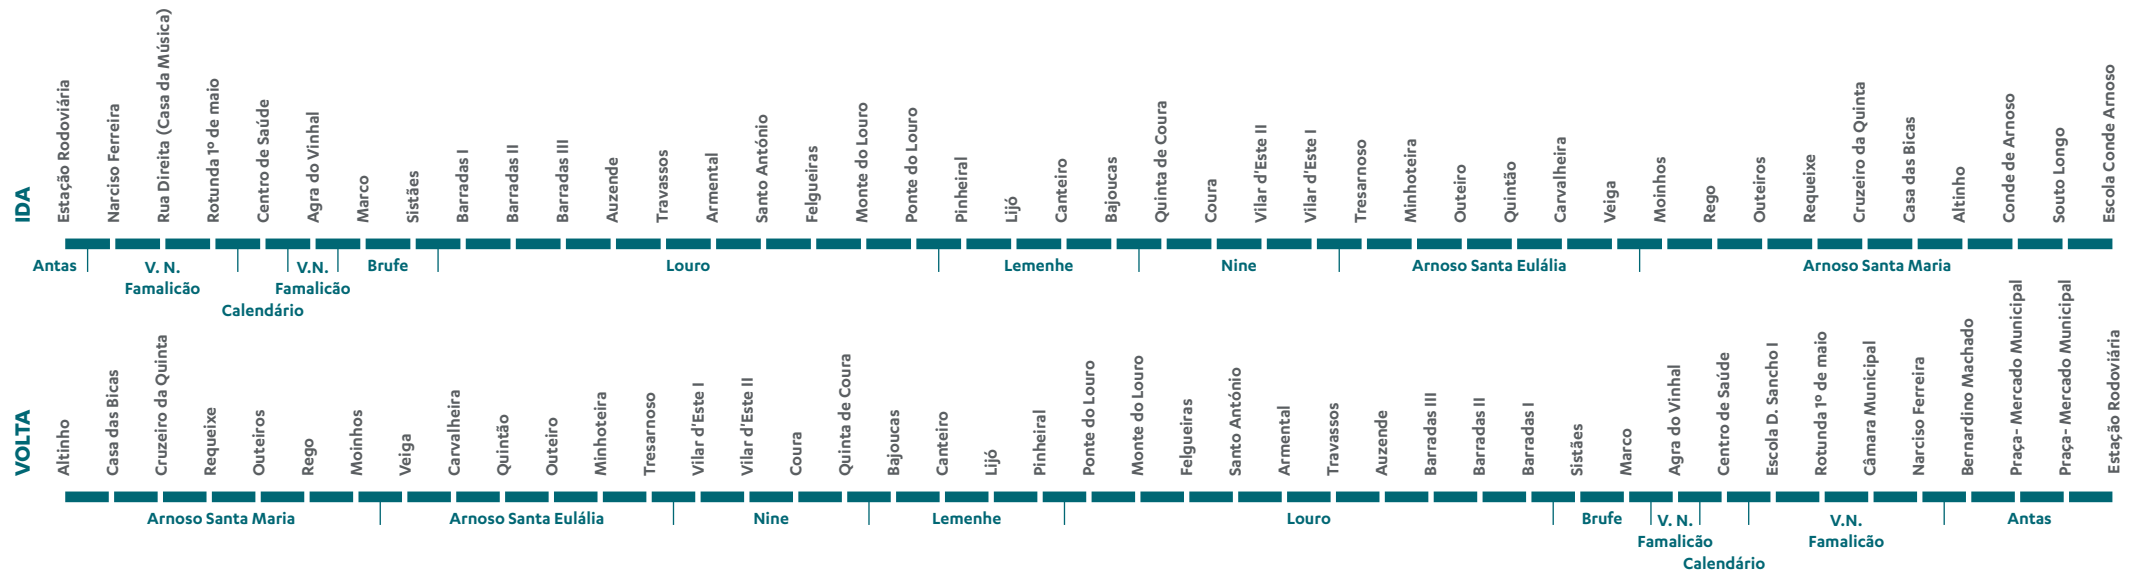 IDA
Estação Rodoviária
Narciso Ferreira
Rua Direita (Casa da Música)
Rotunda 1º de maio
Centro de Saúde
Agra do Vinhal
Marco
Sistães
Barradas I
Barradas II
Barradas III
Auzende
Travassos
Armental
Santo António
Felgueiras
Monte do Louro
Ponte do Louro
Pinheiral
Lijó
Canteiro
Bajoucas
Quinta de Coura
Coura
Vilar d'Este II
Vilar d'Este I
Tresarnoso
Minhoteira
Outeiro
Quintão
Carvalheira
Veiga
Moinhos
Rego
Outeiros
Requeixe
Cruzeiro da Quinta
Casa das Bicas
Altinho
Conde de Arnoso
Souto Longo
Escola Conde Arnoso
Antas
V. N.
Famalicão
Calendário
V.N.
Famalicão
Brufe
Louro
Lemenhe
Nine
Arnoso Santa Eulália
Arnoso Santa Maria
VOLTA
Altinho
Casa das Bicas
Cruzeiro da Quinta
Requeixe
Outeiros
Rego
Moinhos
Veiga
Carvalheira
Quintão
Outeiro
Minhoteira
Tresarnoso
Vilar d'Este I
Vilar d'Este II
Coura
Quinta de Coura
Bajoucas
Canteiro
Lijó
Pinheiral
Ponte do Louro
Monte do Louro
Felgueiras
Santo António
Armental
Travassos
Auzende
Barradas III
Barradas II
Barradas I
Sistães
Marco
Agra do Vinhal
Centro de Saúde
Escola D. Sancho I
Rotunda 1º de maio
Câmara Municipal
Narciso Ferreira
Bernardino Machado
Praça- Mercado Municipal
Praça- Mercado Municipal
Estação Rodoviária
Arnoso Santa Maria
Arnoso Santa Eulália
Nine
Lemenhe
Louro
Brufe
V. N.
Famalicão
Calendário
V.N.
Famalicão
Antas